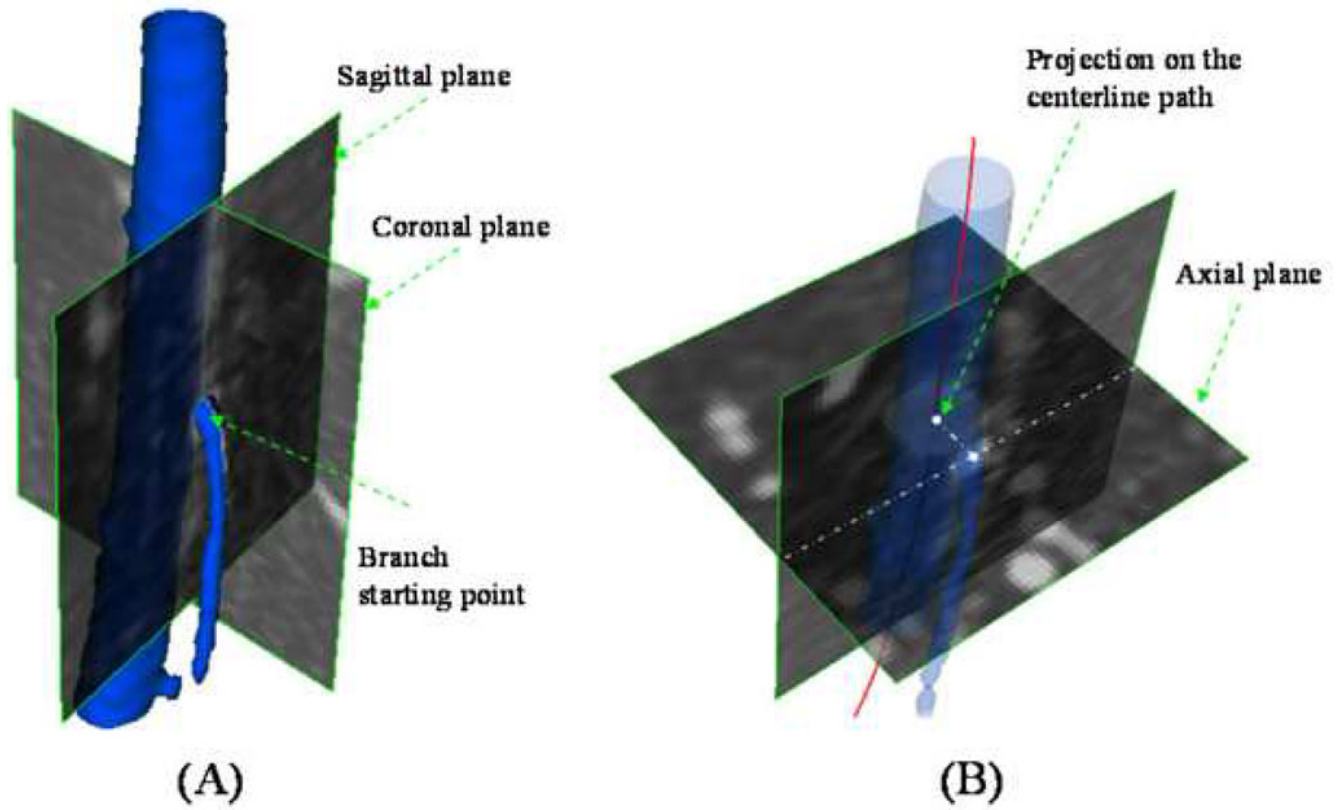 Sagittal plane
Coronal plane
Branch
starting point
(A)
Projection on the
centerline path
Axial plane
(B)